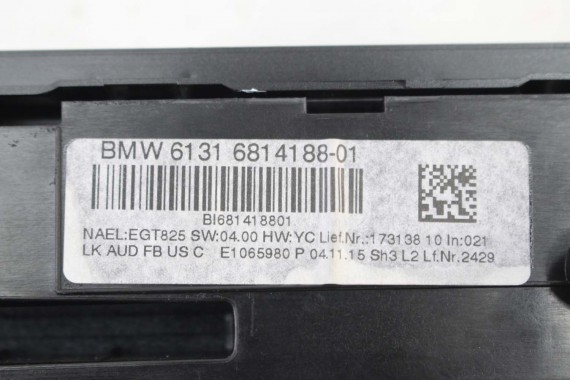 BMW 6131 6814188-01
BI681418801
NAEL:EGT825 SW:04.00 HW:YC Lief.Nr.:173138 10 In:021
LK AUD FB US C E1065980 P 04.11.15 Sh3 L2 Lf.Nr.2429